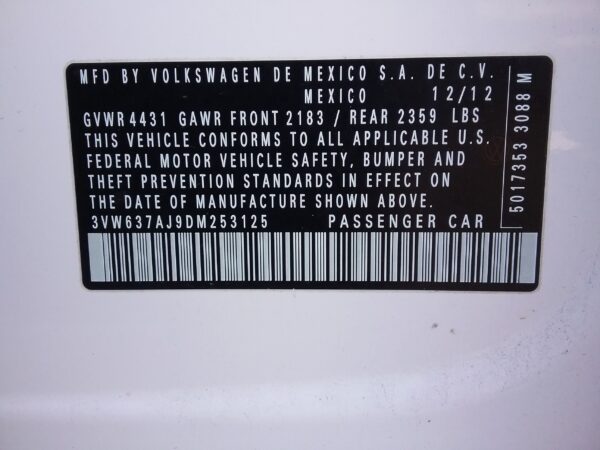 MFD BY VOLKSWAGEN DE MEXICO S.A. DE C.V.
MEXICO 12/12
GVWR 4431 GAWR FRONT 2183 / REAR 2359 LBS
THIS VEHICLE CONFORMS TO ALL APPLICABLE U.S.
FEDERAL MOTOR VEHICLE SAFETY, BUMPER AND
THEFT PREVENTION STANDARDS IN EFFECT ON
THE DATE OF MANUFACTURE SHOWN ABOVE.
3VW637AJ9DM253125 PASSENGER CAR
5017353 3088 M